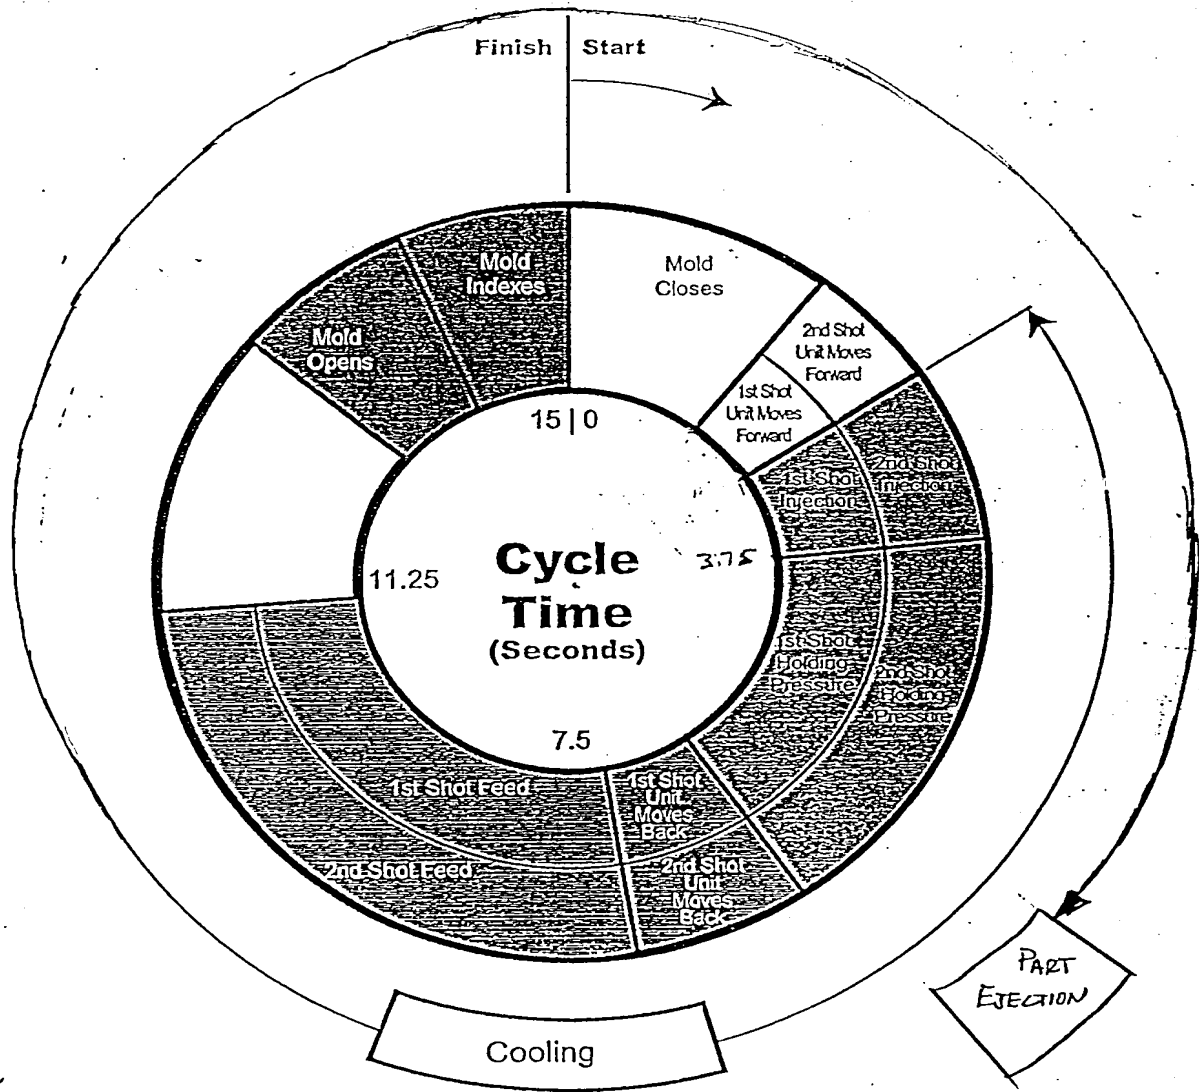 Finish | Start
Mold
Indexes
Mold
Closes
Mold
Opens
2nd Shot
Unit Moves
Forward
1st Shot
Unit Moves
Forward
15 | 0
1st Shot
Injection
2nd Shot
Injection
3.75
11.25
Cycle
Time
(Seconds)
1st Shot
Holding
Pressure
2nd Shot
Holding
Pressure
7.5
1st Shot Feed
2nd Shot Feed
1st Shot
Unit
Moves
Back
2nd Shot
Unit
Moves
Back
Cooling
PART
EJECTION